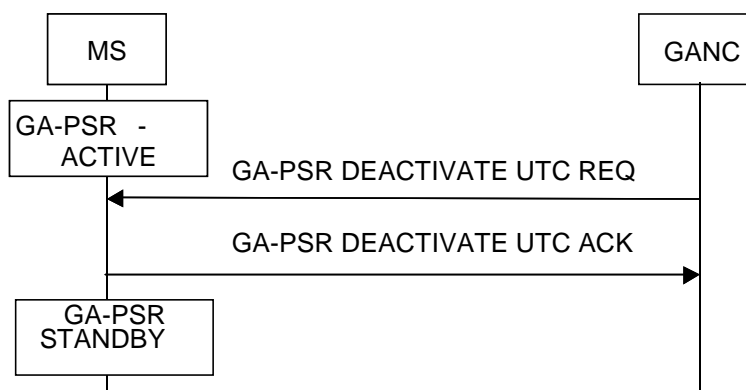 MS
GANC
GA-PSR -
ACTIVE
GA-PSR DEACTIVATE UTC REQ
GA-PSR DEACTIVATE UTC ACK
GA-PSR
STANDBY